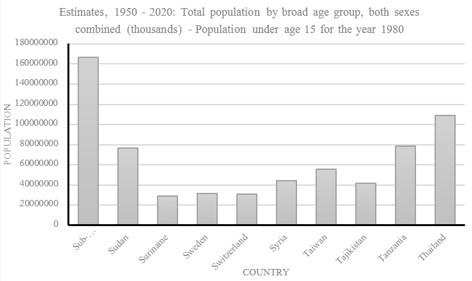 Estimates, 1950 - 2020: Total population by broad age group, both sexes
combined (thousands) - Population under age 15 for the year 1980
180000000
160000000
140000000
120000000
100000000
80000000
60000000
40000000
20000000
0
POPULATION
Sub-…
Sudan
Suriname
Sweden
Switzerland
Syria
Taiwan
Tajikistan
Tanzania
Thailand
COUNTRY